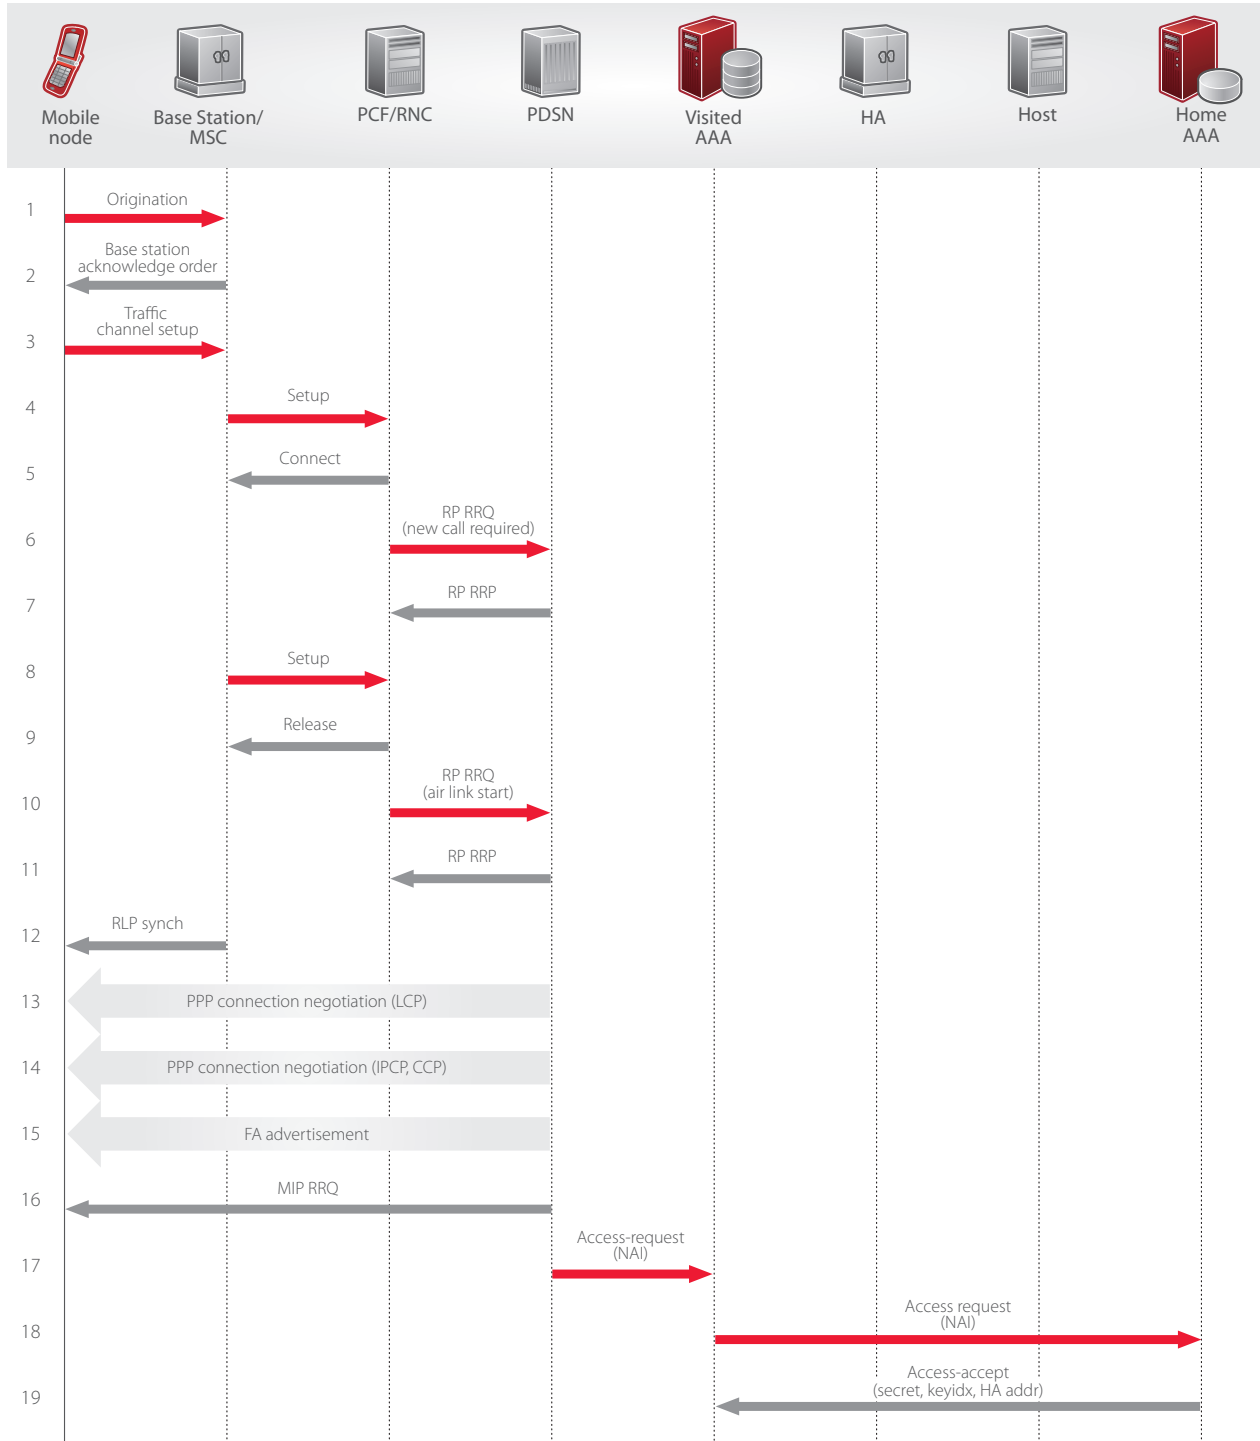 Mobile
node
Base Station/
MSC
PCF/RNC
PDSN
Visited
AAA
HA
Host
Home
AAA
1
Origination
2
Base station
acknowledge order
3
Traffic
channel setup
4
Setup
5
Connect
6
RP RRQ
(new call required)
7
RP RRP
8
Setup
9
Release
10
RP RRQ
(air link start)
11
RP RRP
12
RLP synch
13
PPP connection negotiation (LCP)
14
PPP connection negotiation (IPCP, CCP)
15
FA advertisement
16
MIP RRQ
17
Access-request
(NAI)
18
Access request
(NAI)
19
Access-accept
(secret, keyidx, HA addr)